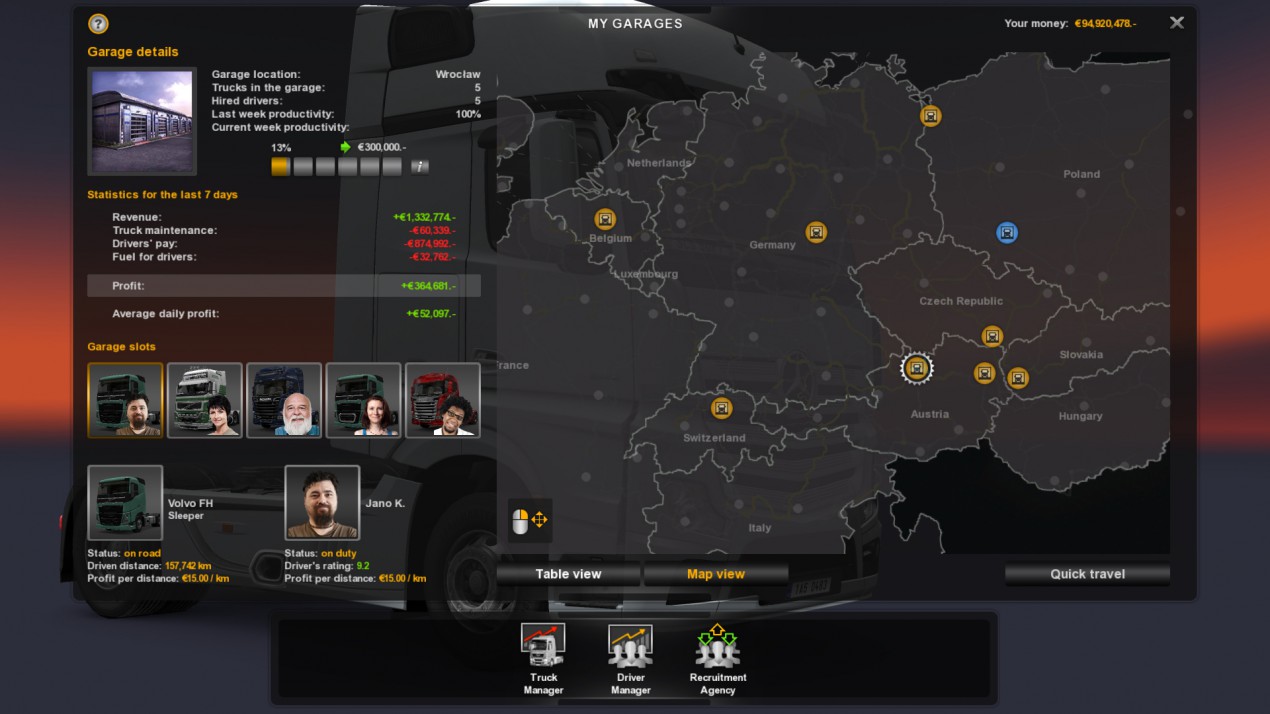 MY GARAGES
Your money: €94,920,478.-
Garage details
Garage location: Wrocław
Trucks in the garage: 5
Hired drivers: 5
Last week productivity: 100%
Current week productivity:
13% €300,000.-
i
Statistics for the last 7 days
Revenue: +€1,332,774.-
Truck maintenance: -€60,339.-
Drivers' pay: -€874,992.-
Fuel for drivers: -€32,762.-
Profit: +€364,681.-
Average daily profit: +€52,097.-
Garage slots
Volvo FH
Sleeper
Jano K.
Status: on road
Driven distance: 157,742 km
Profit per distance: €15.00 / km
Status: on duty
Driver's rating: 9.2
Profit per distance: €15.00 / km
Netherlands
Poland
Belgium
Germany
Luxembourg
Czech Republic
Slovakia
France
Austria
Hungary
Switzerland
Italy
Table view
Map view
Quick travel
Truck
Manager
Driver
Manager
Recruitment
Agency